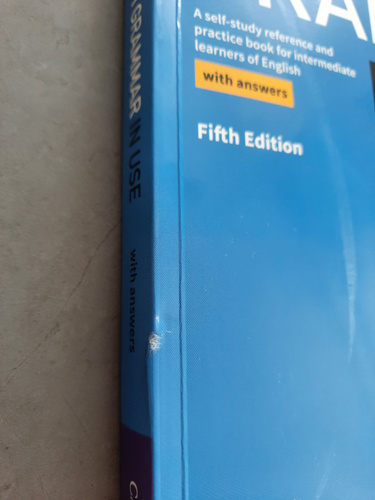 A self-study reference and
practice book for intermediate
learners of English
with answers
Fifth Edition
GRAMMAR IN USE
with answers